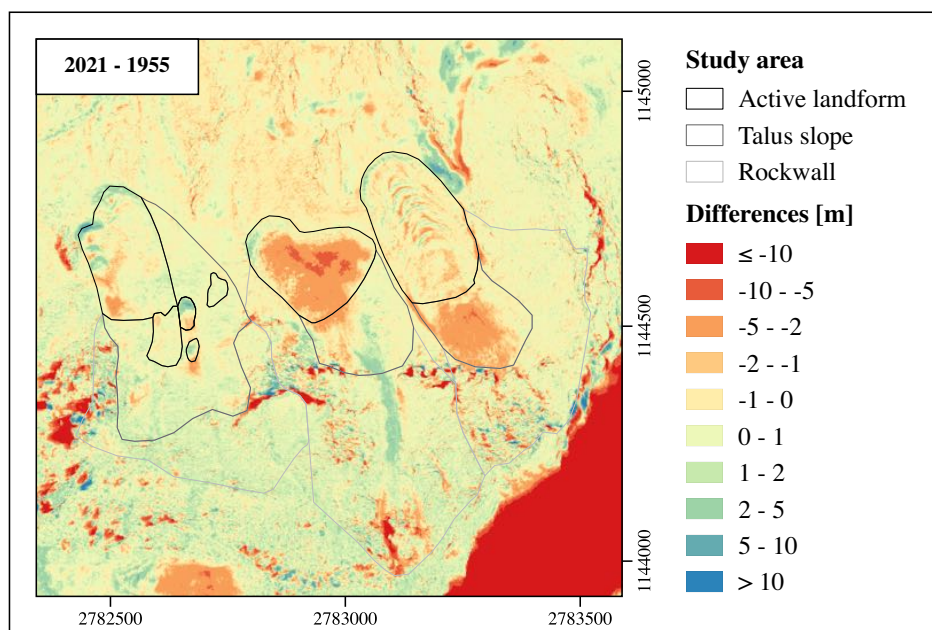 2021 - 1955
1145000
1144500
1144000
2782500
2783000
2783500
Study area
Active landform
Talus slope
Rockwall
Differences [m]
≤ -10
-10 - -5
-5 - -2
-2 - -1
-1 - 0
0 - 1
1 - 2
2 - 5
5 - 10
> 10